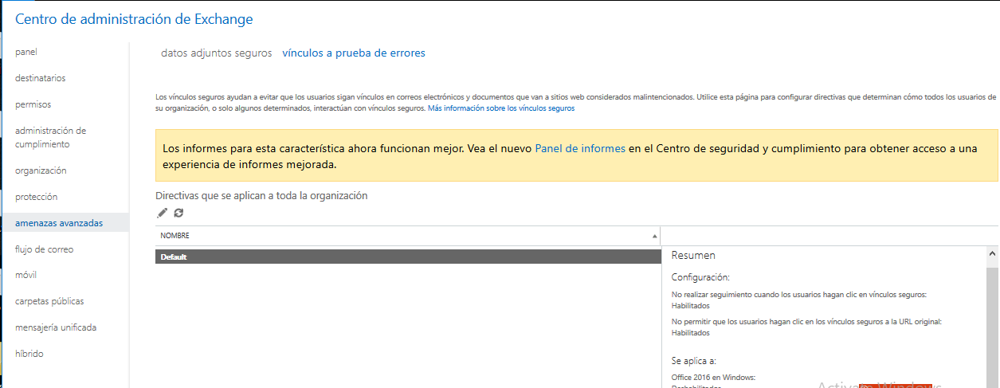 Centro de administración de Exchange
panel
destinatarios
permisos
administración de
cumplimiento
organización
protección
amenazas avanzadas
flujo de correo
móvil
carpetas públicas
mensajería unificada
híbrido
datos adjuntos seguros vínculos a prueba de errores
Los vínculos seguros ayudan a evitar que los usuarios sigan vínculos en correos electrónicos y documentos que van a sitios web considerados malintencionados. Utilice esta página para configurar directivas que determinan cómo todos los usuarios de
su organización, o solo algunos determinados, interactúan con vínculos seguros. Más información sobre los vínculos seguros
Los informes para esta característica ahora funcionan mejor. Vea el nuevo Panel de informes en el Centro de seguridad y cumplimiento para obtener acceso a una
experiencia de informes mejorada.
Directivas que se aplican a toda la organización
NOMBRE
Default
Resumen
Configuración:
No realizar seguimiento cuando los usuarios hagan clic en vínculos seguros:
Habilitados
No permitir que los usuarios hagan clic en los vínculos seguros a la URL original:
Habilitados
Se aplica a:
Office 2016 en Windows: